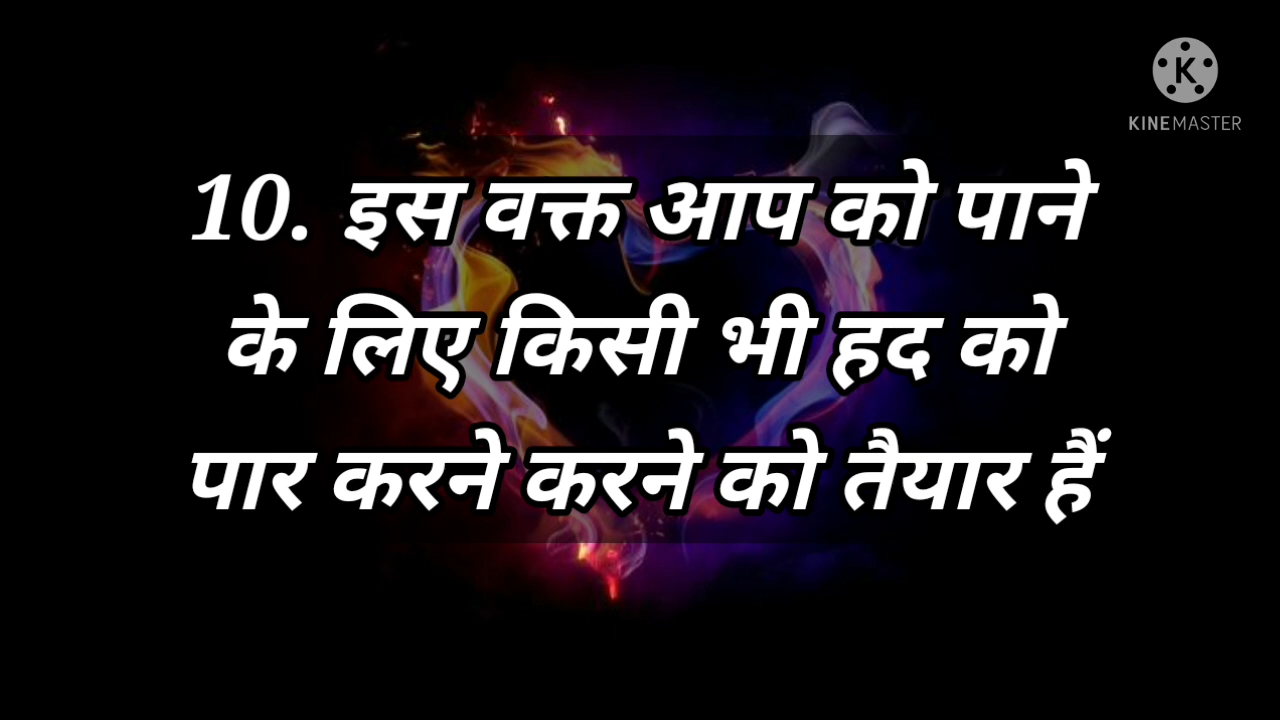 KINEMASTER
10. इस वक्त आप को पाने
के लिए किसी भी हद को
पार करने करने को तैयार हैं